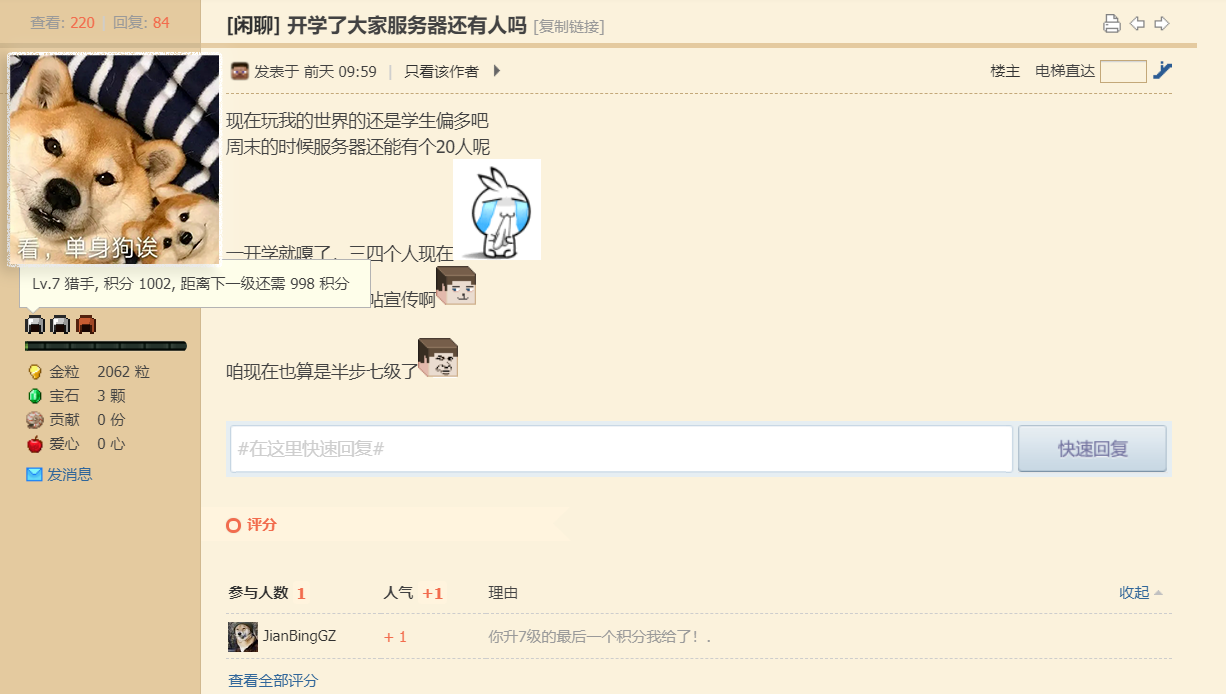 查看: 220 | 回复: 84
[闲聊] 开学了大家服务器还有人吗 [复制链接]
发表于 前天 09:59 | 只看该作者
楼主 电梯直达
现在玩我的世界的还是学生偏多吧
周末的时候服务器还能有个20人呢
看，单身狗诶
一开学就嘎了，三四个人现在
Lv.7 猎手, 积分 1002, 距离下一级还需 998 积分
帖宣传啊
咱现在也算是半步七级了
金粒 2062 粒
宝石 3 颗
贡献 0 份
爱心 0 心
发消息
#在这里快速回复#
快速回复
评分
参与人数 1 人气 +1 理由 收起
JianBingGZ + 1 你升7级的最后一个积分我给了！.
查看全部评分